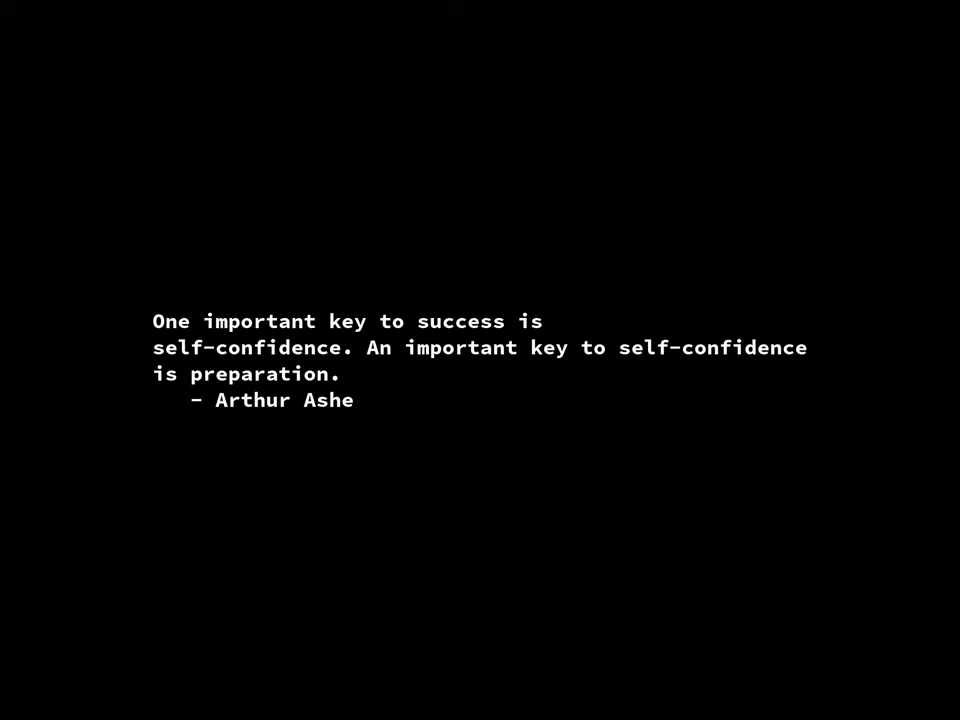 One important key to success is
self-confidence. An important key to self-confidence
is preparation.
- Arthur Ashe